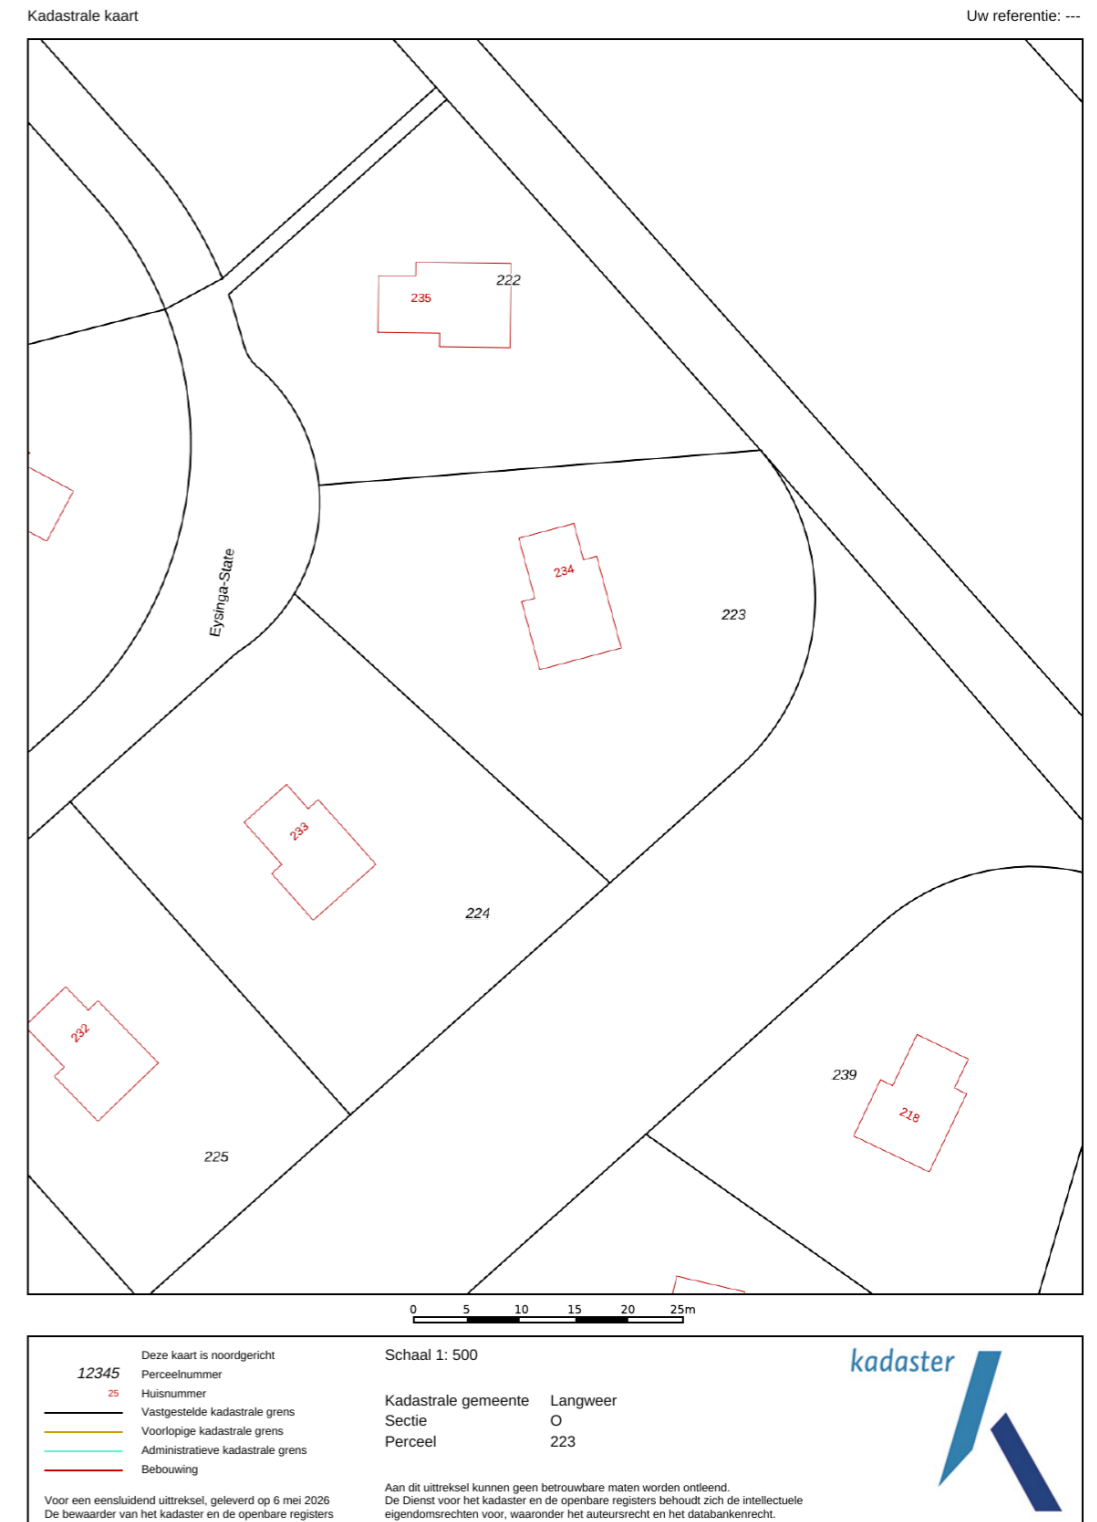 Kadastrale kaart
Uw referentie: ---
222
235
234
223
Eysinga-State
233
224
232
239
218
225
0 5 10 15 20 25m
Deze kaart is noordgericht
12345 Perceelnummer
25 Huisnummer
Vastgestelde kadastrale grens
Voorlopige kadastrale grens
Administratieve kadastrale grens
Bebouwing
Voor een eensluidend uittreksel, geleverd op 6 mei 2026
De bewaarder van het kadaster en de openbare registers
Schaal 1: 500
Kadastrale gemeente Langweer
Sectie O
Perceel 223
Aan dit uittreksel kunnen geen betrouwbare maten worden ontleend.
De Dienst voor het kadaster en de openbare registers behoudt zich de intellectuele
eigendomsrechten voor, waaronder het auteursrecht en het databankenrecht.
kadaster